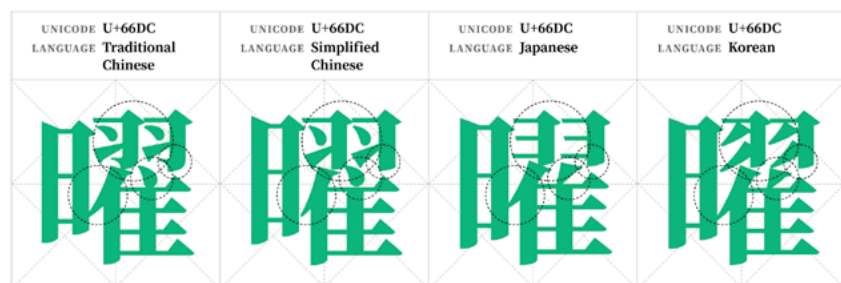 UNICODE U+66DC
LANGUAGE Traditional
Chinese
曜
UNICODE U+66DC
LANGUAGE Simplified
Chinese
曜
UNICODE U+66DC
LANGUAGE Japanese
曜
UNICODE U+66DC
LANGUAGE Korean
曜